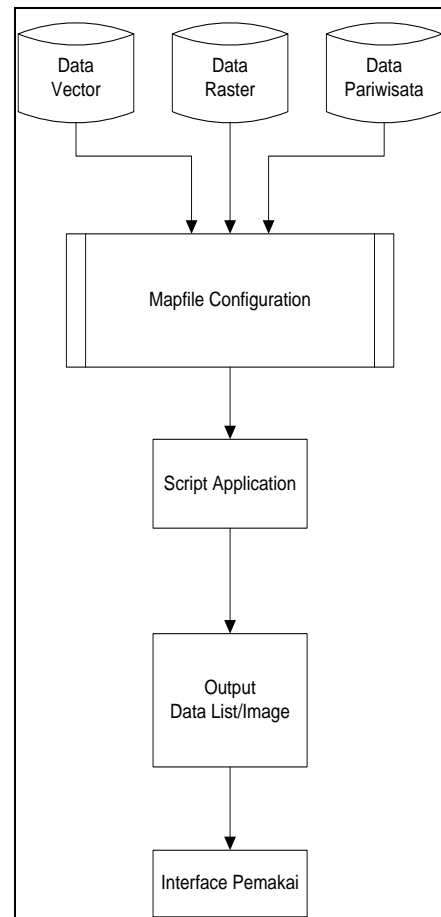 Data
Vector
Data
Raster
Data
Pariwisata
Mapfile Configuration
Script Application
Output
Data List/Image
Interface Pemakai